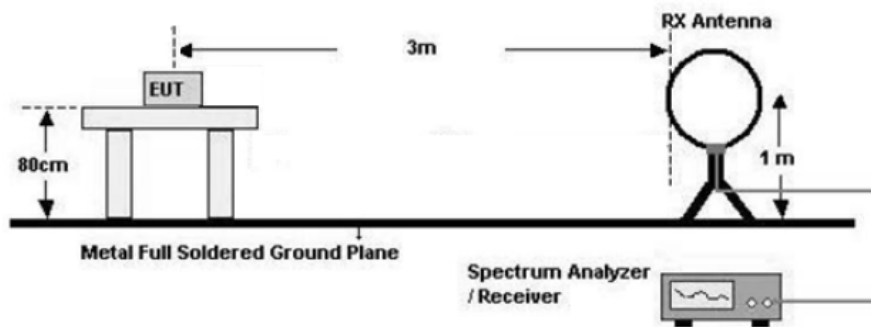 RX Antenna
3m
EUT
80cm
1 m
Metal Full Soldered Ground Plane
Spectrum Analyzer
/ Receiver